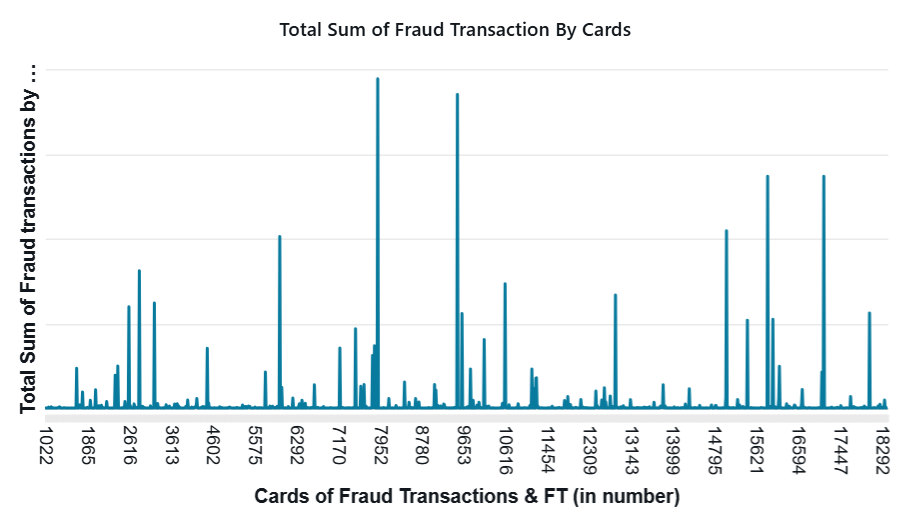 Total Sum of Fraud Transaction By Cards
Total Sum of Fraud transactions by ...
1022 1865 2616 3613 4602 5575 6292 7170 7952 8780 9653 10616 11454 12309 13143 13999 14795 15621 16594 17447 18292
Cards of Fraud Transactions & FT (in number)